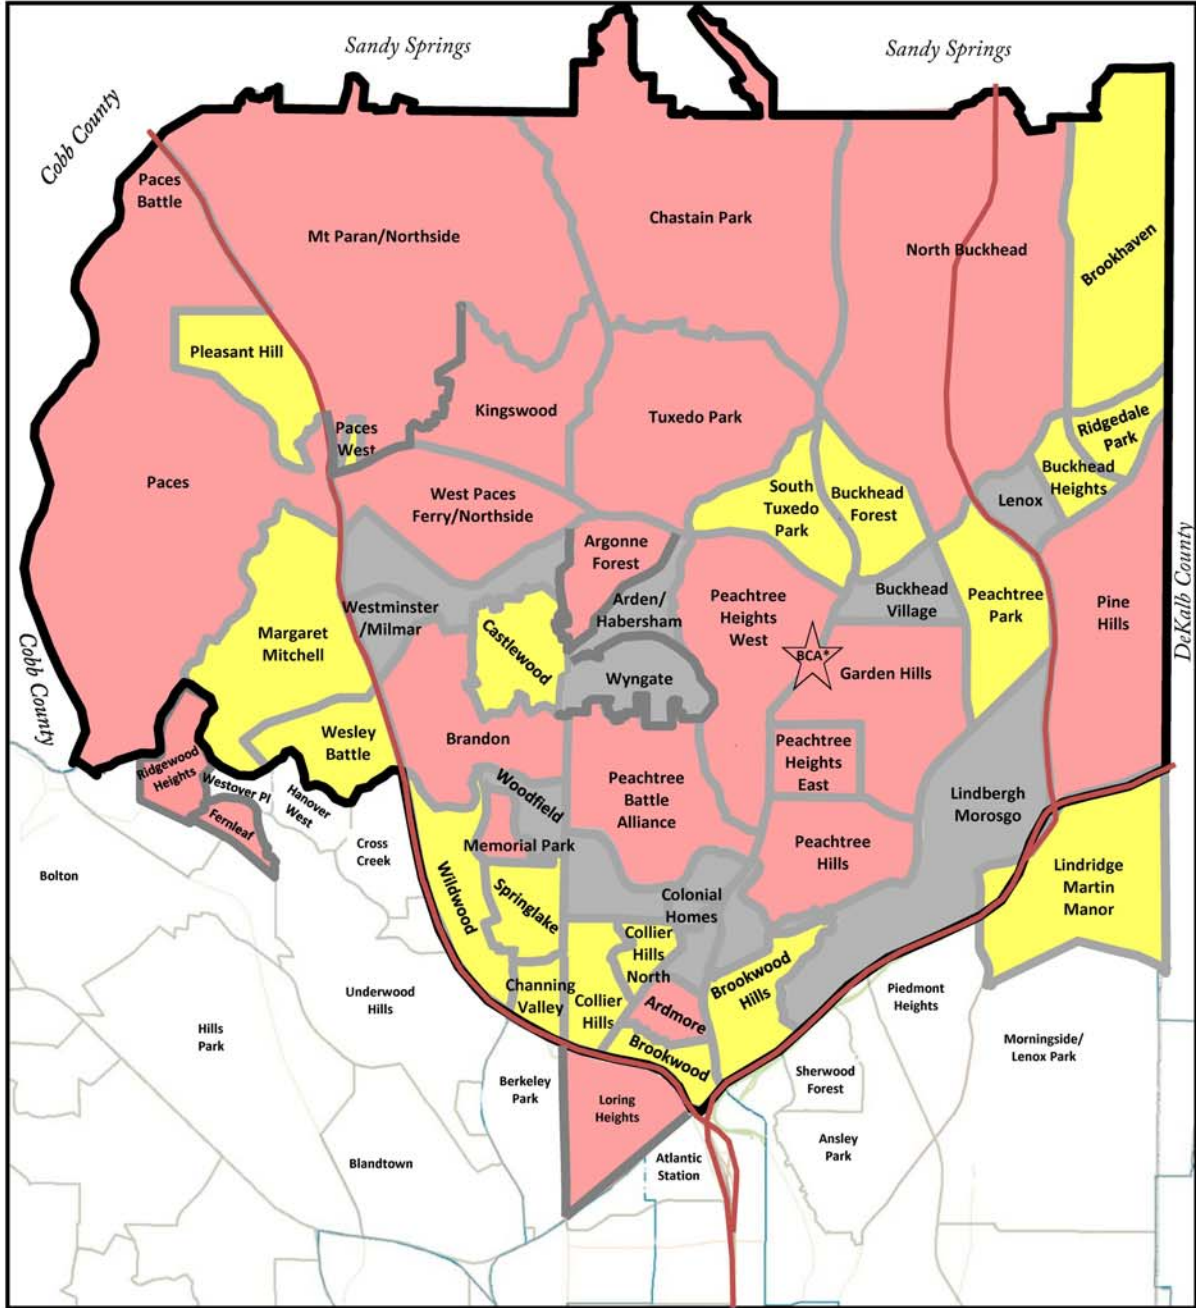 Sandy Springs
Sandy Springs
Cobb County
Paces
Battle
Mt Paran/Northside
Chastain Park
North Buckhead
Brookhaven
Pleasant Hill
Paces
West
Kingswood
Tuxedo Park
Ridgedale
Park
Buckhead
Heights
Lenox
Paces
West Paces
Ferry/Northside
South
Tuxedo
Park
Buckhead
Forest
Argonne
Forest
Arden/
Habersham
Westminster
/Milmar
Castlewood
Peachtree
Heights
West
Buckhead
Village
Peachtree
Park
Pine
Hills
DeKalb County
Margaret
Mitchell
Cobb County
Wyngate
BCA*
Garden Hills
Wesley
Battle
Brandon
Peachtree
Heights
East
Ridgewood
Heights
Westover Pl
Hanover
West
Fernleaf
Woodfield
Peachtree
Battle
Alliance
Lindbergh
Morosgo
Cross
Creek
Memorial Park
Peachtree
Hills
Bolton
Wildwood
Springlake
Colonial
Homes
Lindridge
Martin
Manor
Collier
Hills
North
Brookwood
Hills
Channing
Valley
Collier
Hills
Ardmore
Brookwood
Piedmont
Heights
Underwood
Hills
Hills
Park
Morningside/
Lenox Park
Berkeley
Park
Loring
Heights
Sherwood
Forest
Ansley
Park
Blandtown
Atlantic
Station